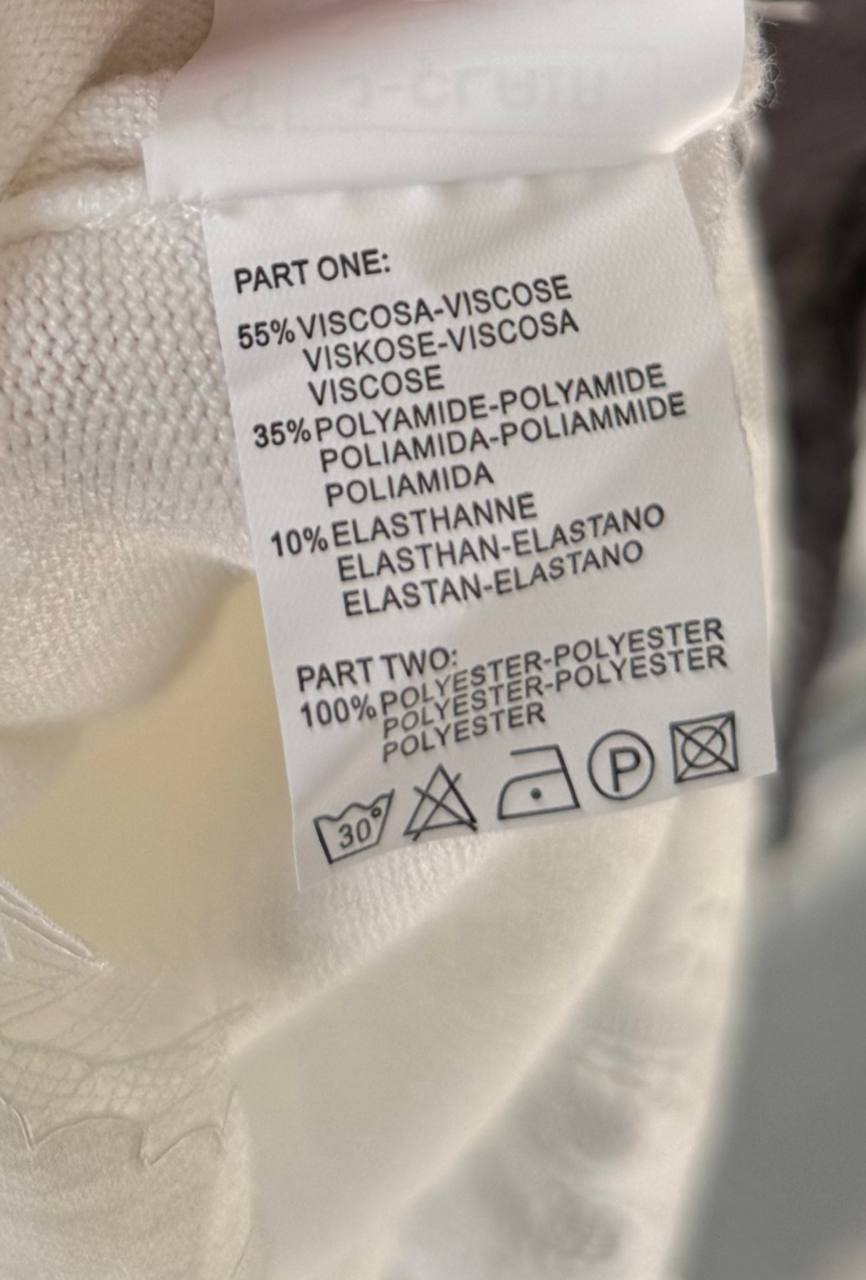 PART ONE:
55% VISCOSA-VISCOSE
VISKOSE-VISCOSA
VISCOSE
35% POLYAMIDE-POLYAMIDE
POLIAMIDA-POLIAMMIDE
POLIAMIDA
10% ELASTHANNE
ELASTHAN-ELASTANO
ELASTAN-ELASTANO
PART TWO:
100% POLYESTER-POLYESTER
POLYESTER-POLYESTER
POLYESTER
30° P